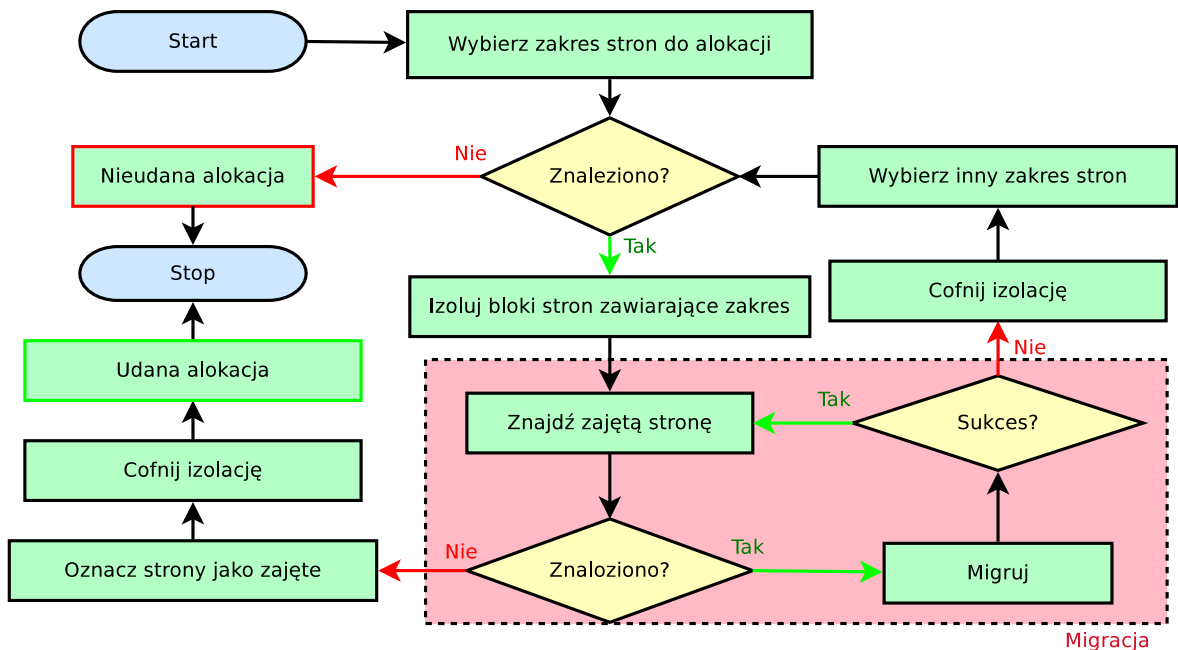 Start
Wybierz zakres stron do alokacji
Nie
Nieudana alokacja
Znaleziono?
Wybierz inny zakres stron
Tak
Stop
Izoluj bloki stron zawiarające zakres
Cofnij izolację
Nie
Udana alokacja
Tak
Znajdź zajętą stronę
Sukces?
Cofnij izolację
Nie
Tak
Oznacz strony jako zajęte
Znaloziono?
Migruj
Migracja